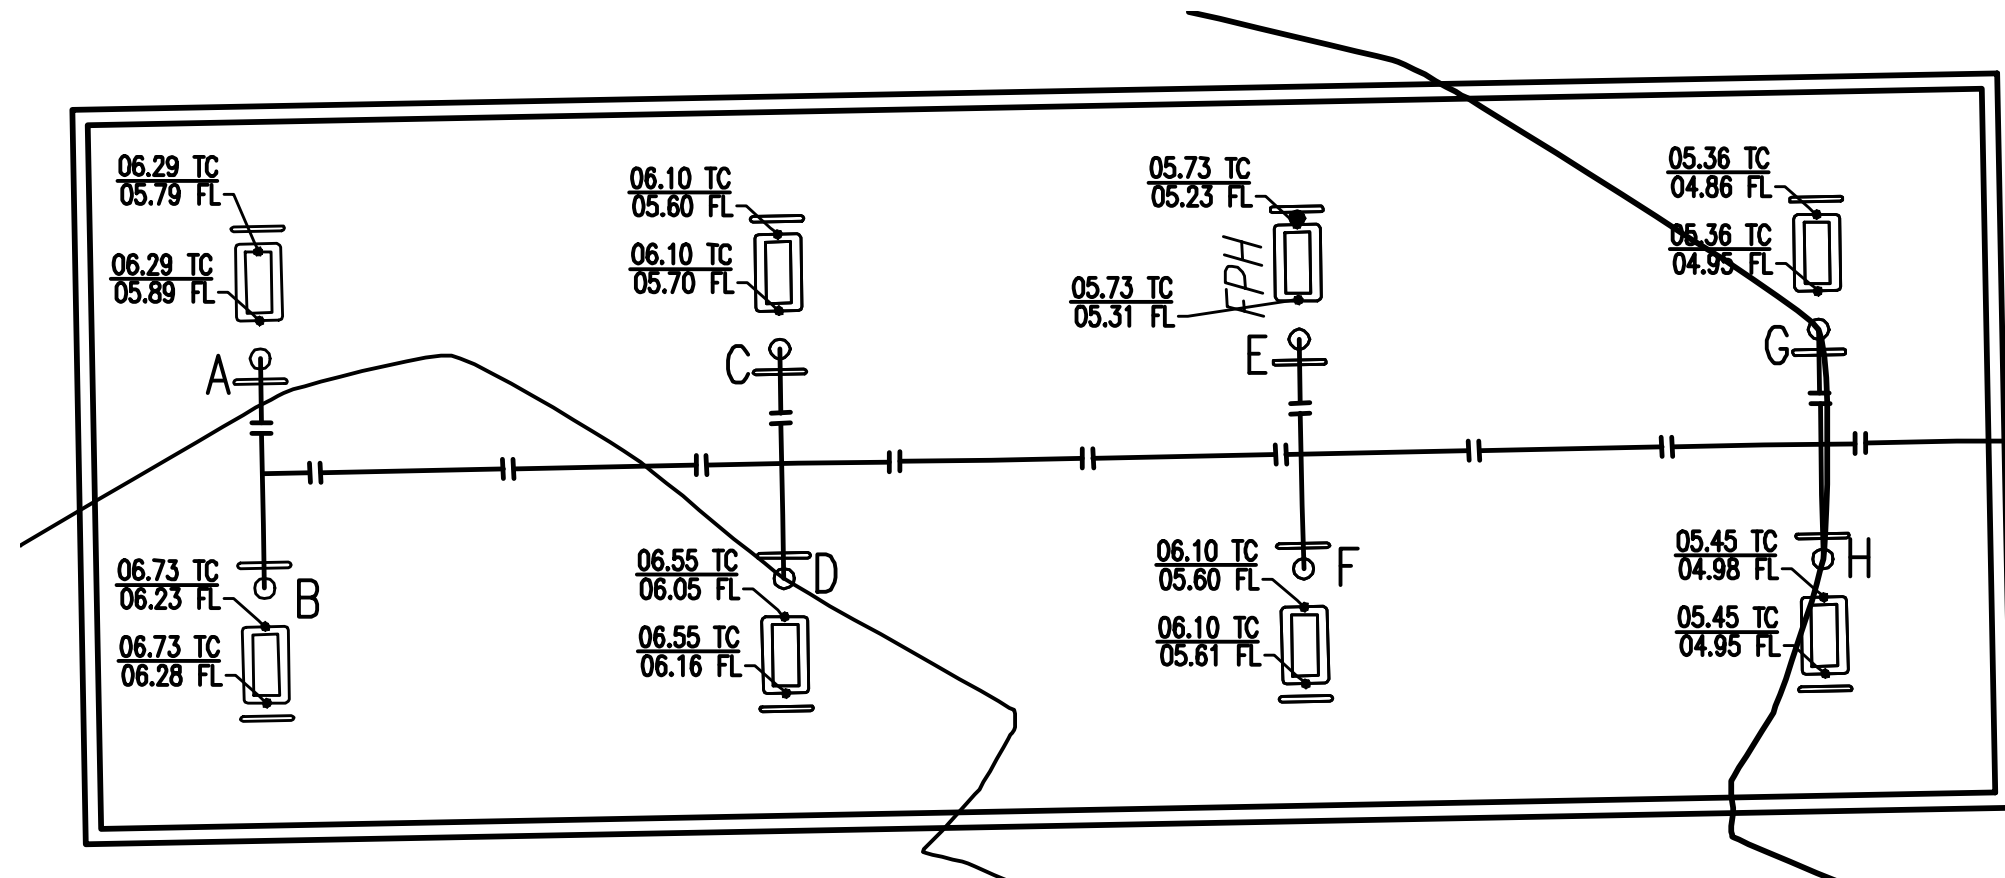 06.29 TC
05.79 FL
06.29 TC
05.89 FL
A
06.10 TC
05.60 FL
06.10 TC
05.70 FL
C
05.73 TC
05.23 FL
EPH
05.73 TC
05.31 FL
E
05.36 TC
04.86 FL
05.36 TC
04.95 FL
G
06.73 TC
06.23 FL
B
06.73 TC
06.28 FL
06.55 TC
06.05 FL
D
06.55 TC
06.16 FL
06.10 TC
05.60 FL
F
06.10 TC
05.61 FL
05.45 TC
04.98 FL
H
05.45 TC
04.95 FL